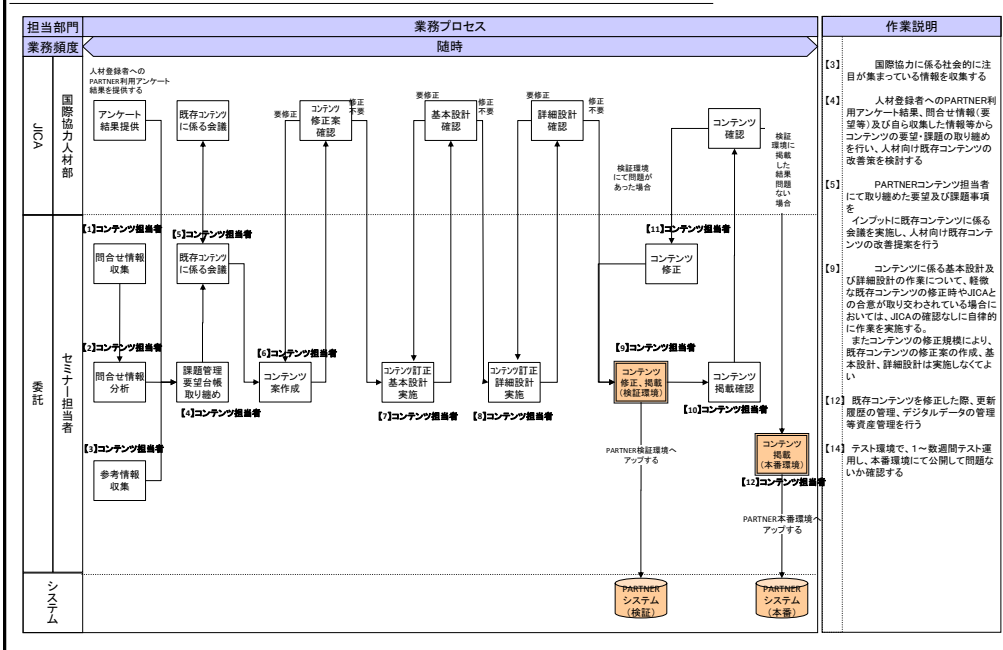 担当部門
業務プロセス
作業説明
業務頻度
随時
JICA
国際協力人材部
人材登録者への
PARTNER利用アンケート
結果を提供する
アンケート
結果提供
既存コンテンツ
に係る会議
要修正
コンテンツ
修正案
確認
修正
不要
要修正
基本設計
確認
修正
不要
要修正
詳細設計
確認
修正
不要
検証環境
にて問題が
あった場合
コンテンツ
確認
検証
環境に
掲載
した
結果
問題
ない
場合
委託
セミナー担当者
【1】コンテンツ担当者
問合せ情報
収集
【2】コンテンツ担当者
問合せ情報
分析
【3】コンテンツ担当者
参考情報
収集
【5】コンテンツ担当者
既存コンテンツ
に係る会議
課題管理
要望台帳
取り纏め
【4】コンテンツ担当者
【6】コンテンツ担当者
コンテンツ
案作成
コンテンツ訂正
基本設計
実施
【7】コンテンツ担当者
コンテンツ訂正
詳細設計
実施
【8】コンテンツ担当者
【11】コンテンツ担当者
コンテンツ
修正
【9】コンテンツ担当者
コンテンツ
修正、掲載
(検証環境)
コンテンツ
掲載確認
【10】コンテンツ担当者
PARTNER検証環境へ
アップする
コンテンツ
掲載
(本番環境)
【12】コンテンツ担当者
PARTNER本番環境へ
アップする
システム
PARTNER
システム
(検証)
PARTNER
システム
(本番)
【3】 国際協力に係る社会的に注
目が集まっている情報を収集する
【4】 人材登録者へのPARTNER利
用アンケート結果、問合せ情報(要
望等)及び自ら収集した情報等から
コンテンツの要望・課題の取り纏め
を行い、人材向け既存コンテンツの
改善策を検討する
【5】 PARTNERコンテンツ担当者
にて取り纏めた要望及び課題事項
を
インプットに既存コンテンツに係る
会議を実施し、人材向け既存コンテ
ンツの改善提案を行う
【9】 コンテンツに係る基本設計及
び詳細設計の作業について、軽微
な既存コンテンツの修正時やJICAと
の合意が取り交わされている場合に
おいては、JICAの確認なしに自律的
に作業を実施する。
またコンテンツの修正規模により、
既存コンテンツの修正案の作成、基
本設計、詳細設計は実施しなくてよ
い
【12】 既存コンテンツを修正した際、更新
履歴の管理、デジタルデータの管理
等資産管理を行う
【14】 テスト環境で、1～数週間テスト運
用し、本番環境にて公開して問題な
いか確認する